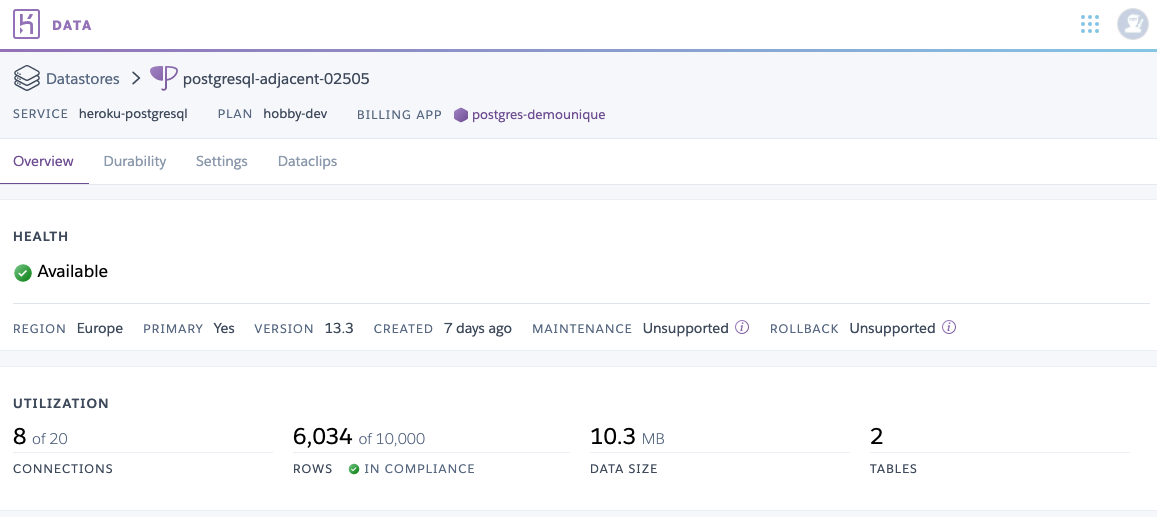 DATA
Datastores postgresql-adjacent-02505
SERVICE heroku-postgresql PLAN hobby-dev BILLING APP postgres-demounique
Overview Durability Settings Dataclips
HEALTH
Available
REGION Europe PRIMARY Yes VERSION 13.3 CREATED 7 days ago MAINTENANCE Unsupported i ROLLBACK Unsupported i
UTILIZATION
8 of 20 6,034 of 10,000 10.3 MB 2
CONNECTIONS ROWS IN COMPLIANCE DATA SIZE TABLES